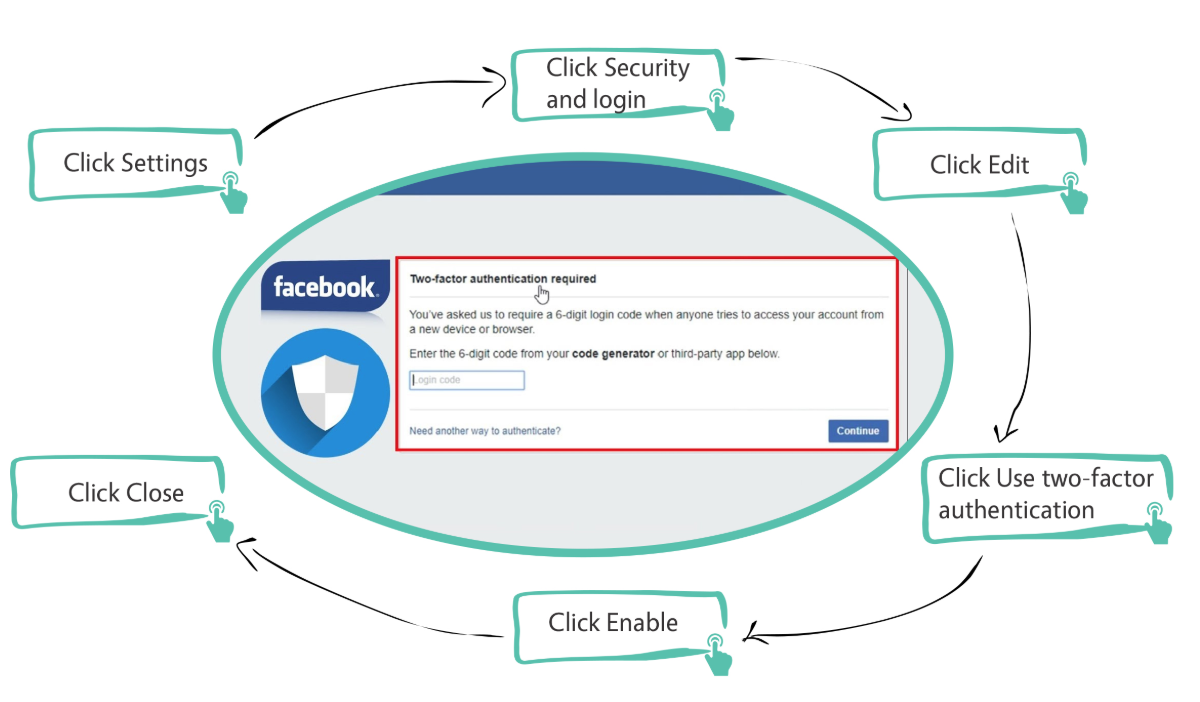 Click Security
and login
Click Settings
Click Edit
facebook.
Two-factor authentication required
You've asked us to require a 6-digit login code when anyone tries to access your account from
a new device or browser.
Enter the 6-digit code from your code generator or third-party app below.
Login code
Need another way to authenticate?
Continue
Click Use two-factor
authentication
Click Close
Click Enable